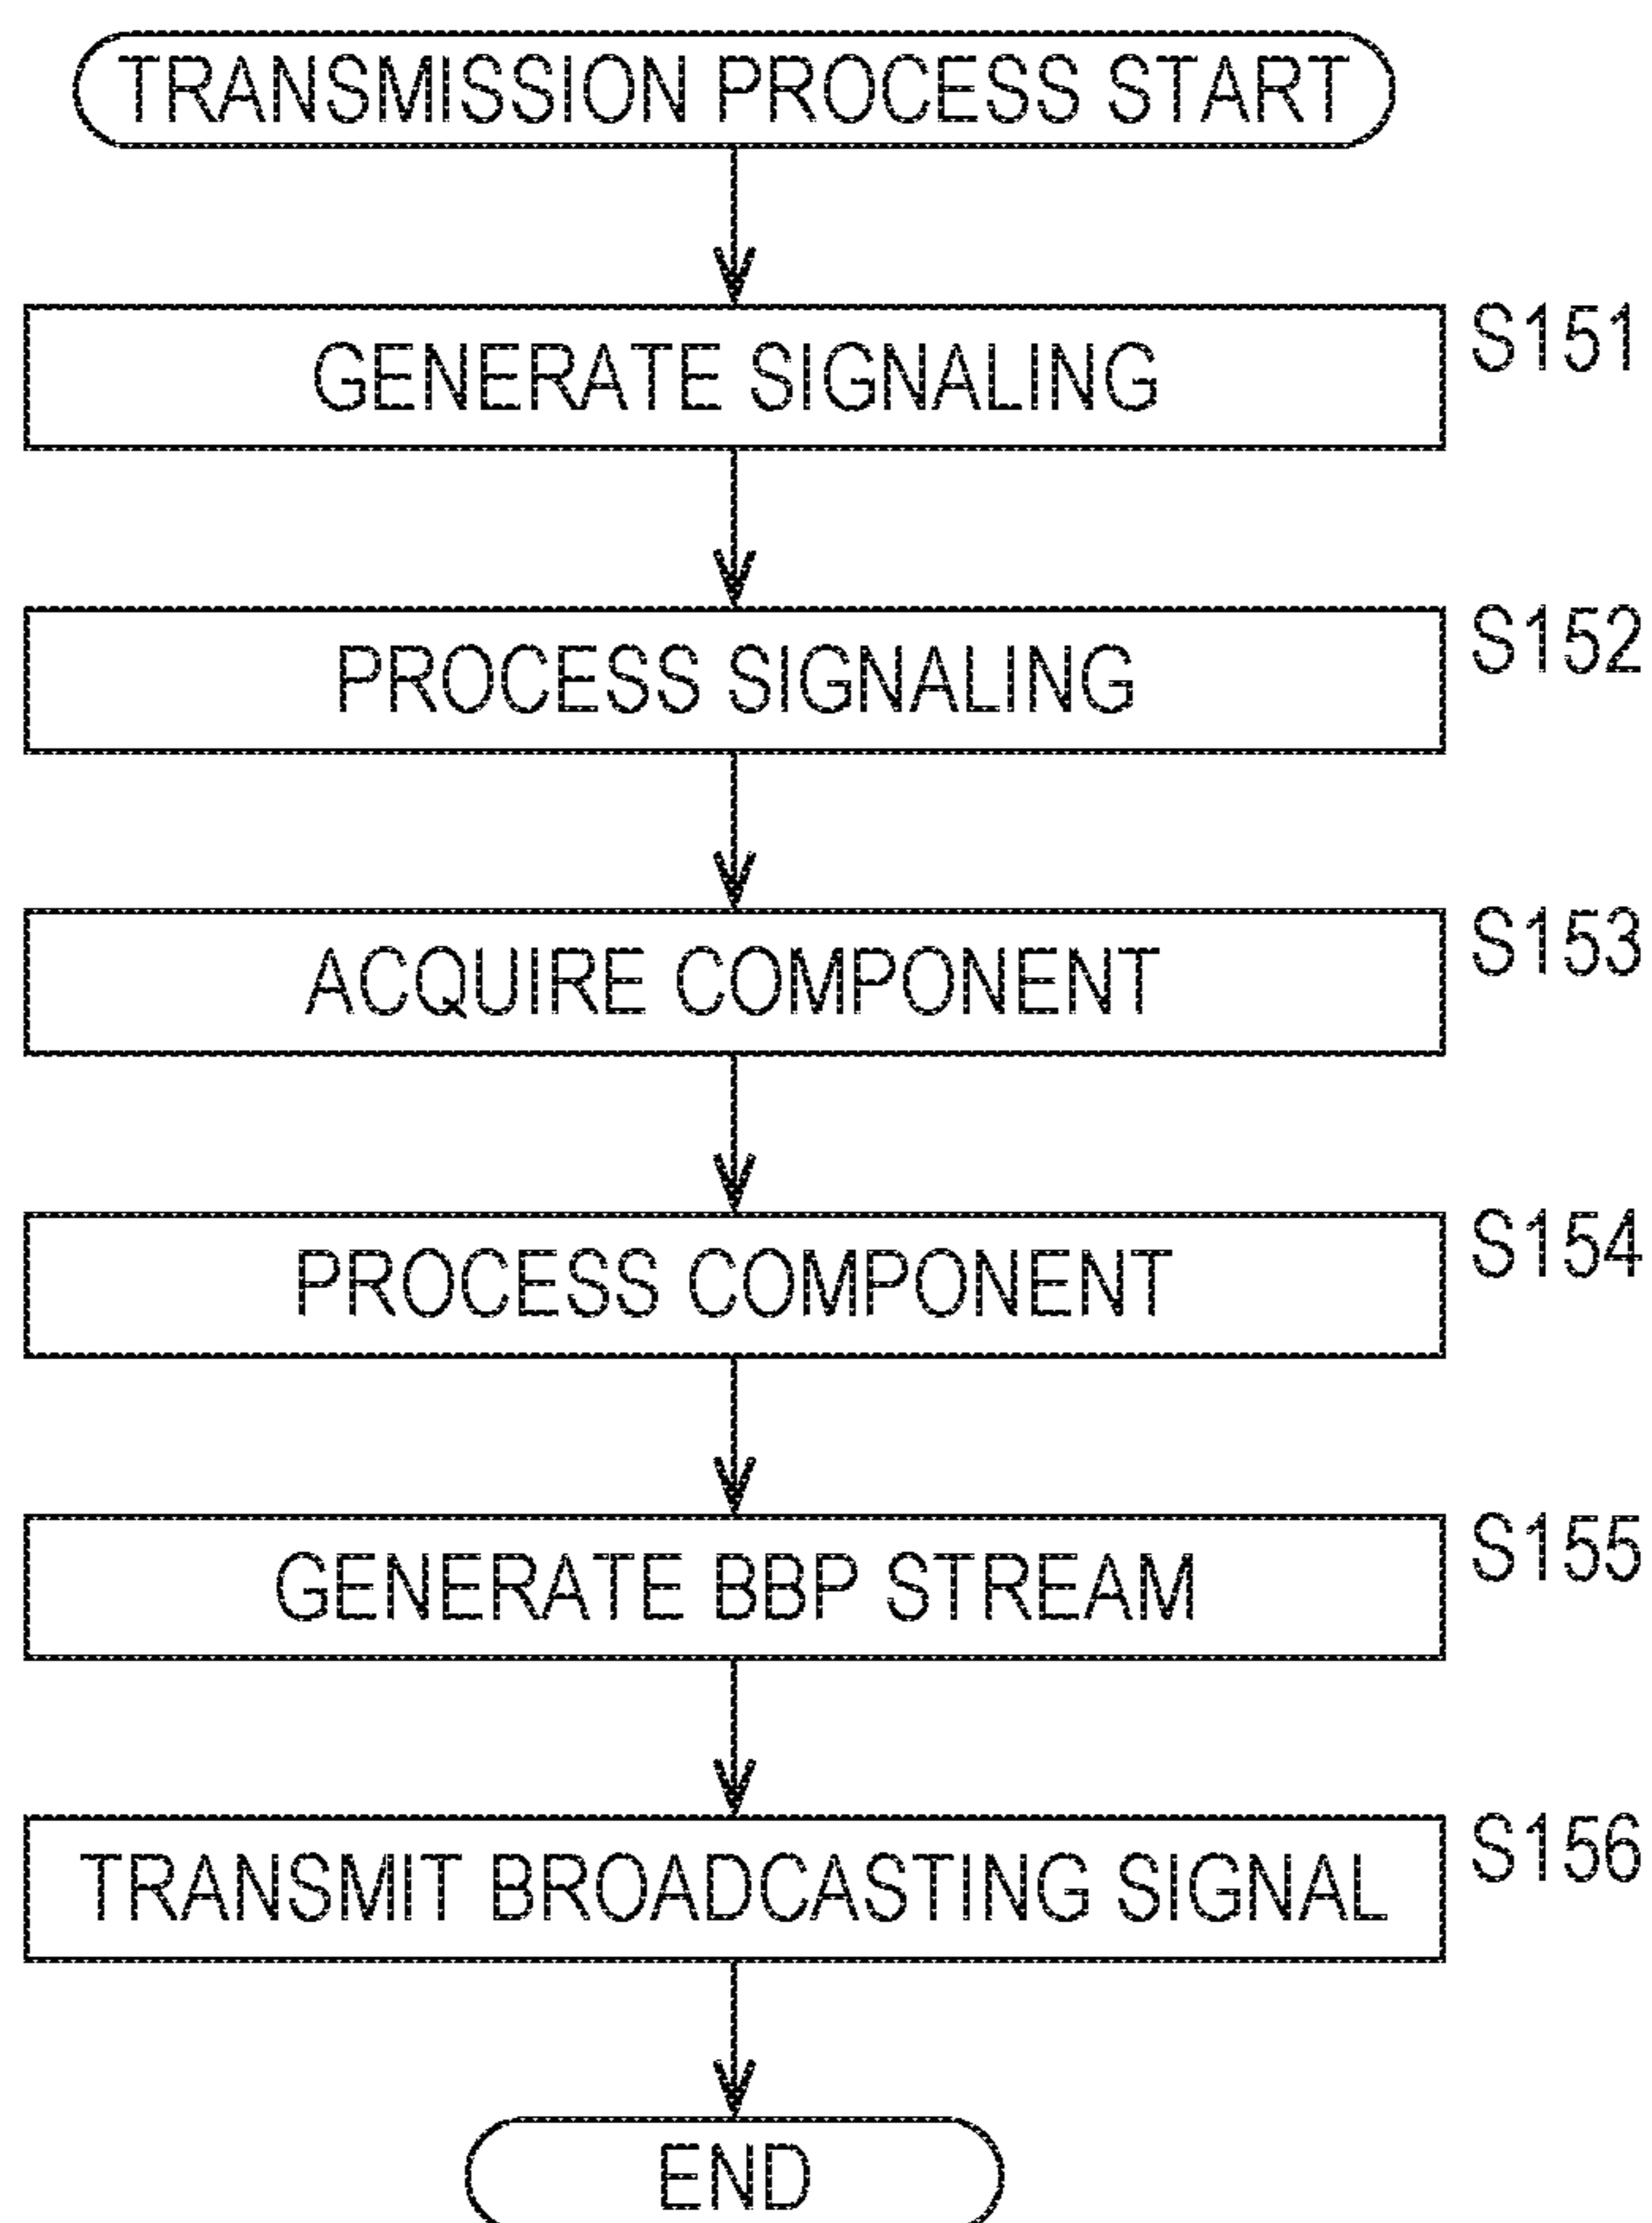 TRANSMISSION PROCESS START
GENERATE SIGNALING S151
PROCESS SIGNALING S152
ACQUIRE COMPONENT S153
PROCESS COMPONENT S154
GENERATE BBP STREAM S155
TRANSMIT BROADCASTING SIGNAL S156
END